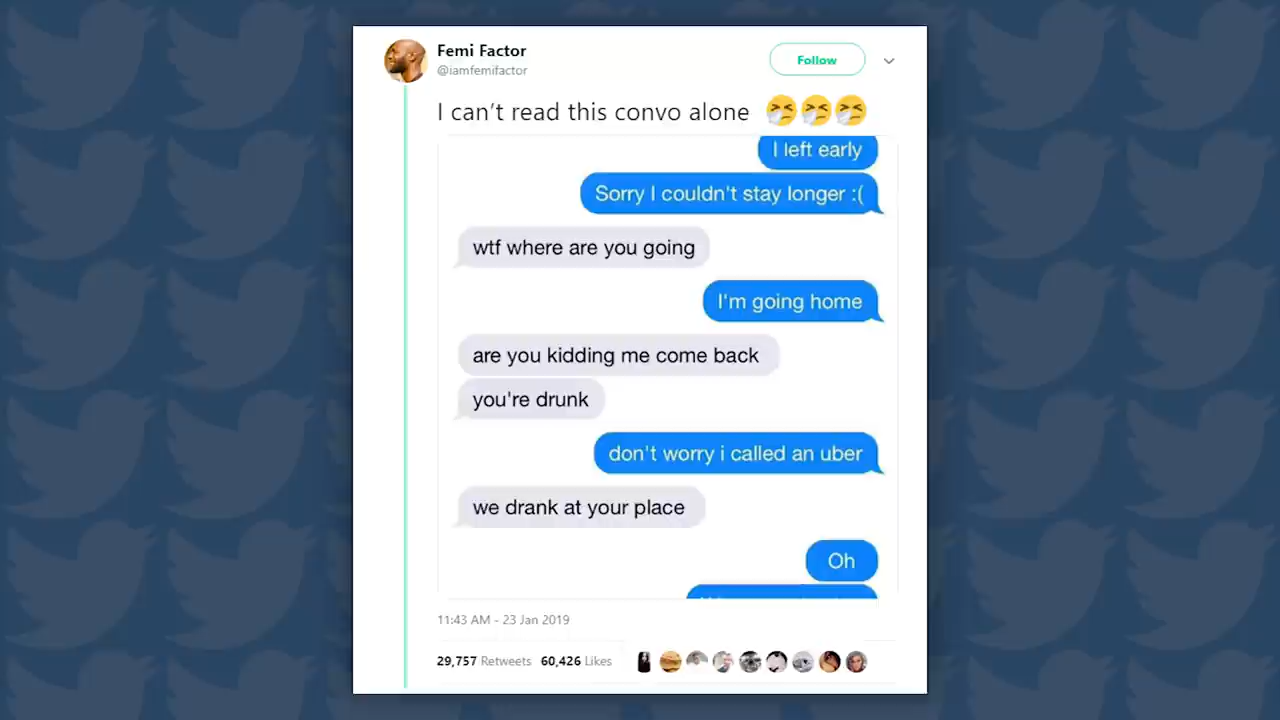 Femi Factor
@iamfemifactor
Follow
I can’t read this convo alone 🤧🤧🤧
I left early
Sorry I couldn't stay longer :(
wtf where are you going
I'm going home
are you kidding me come back
you're drunk
don't worry i called an uber
we drank at your place
Oh
11:43 AM - 23 Jan 2019
29,757 Retweets 60,426 Likes